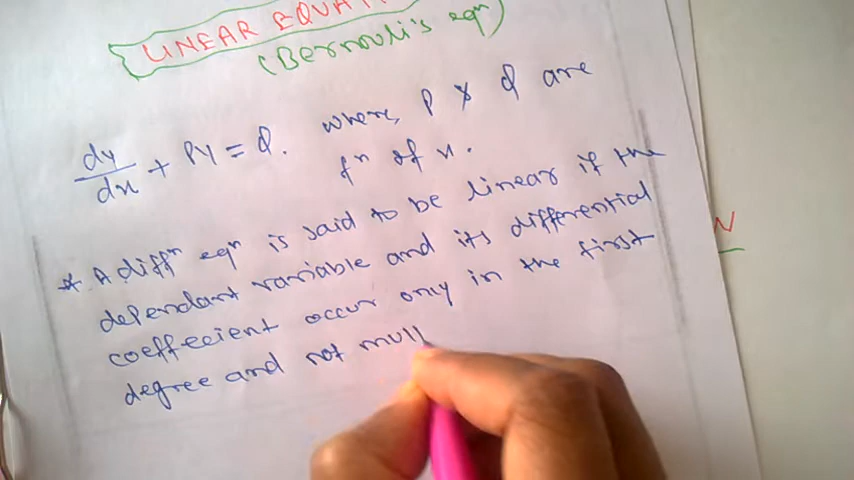 LINEAR EQUAT
(Bernouli's eqn)
dy/dx + Py = Q. where, P & Q are
fn of x.
* A diffn eqn is said to be linear if the
dependant variable and its differential
coeffecient occur only in the first
degree and not mull
N